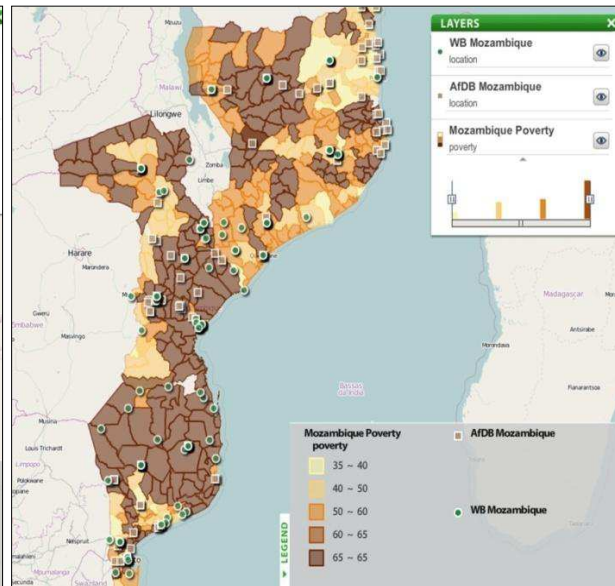 LAYERS
WB Mozambique
location
AfDB Mozambique
location
Mozambique Poverty
poverty
Mzuzu
Malawi
Lilongwe
Zomba
Limbe
Harare
Marondera
Gweru
Masvingo
Musina
Louis Trichardt
Limpopo
Polokwane
Nelspruit
Mpumalanga
Swaziland
Madagascar
Antsirabe
Morondava
Fianarantsoa
Bassas
da India
LEGEND
Mozambique Poverty
poverty
35 ~ 40
40 ~ 50
50 ~ 60
60 ~ 65
65 ~ 65
AfDB Mozambique
WB Mozambique